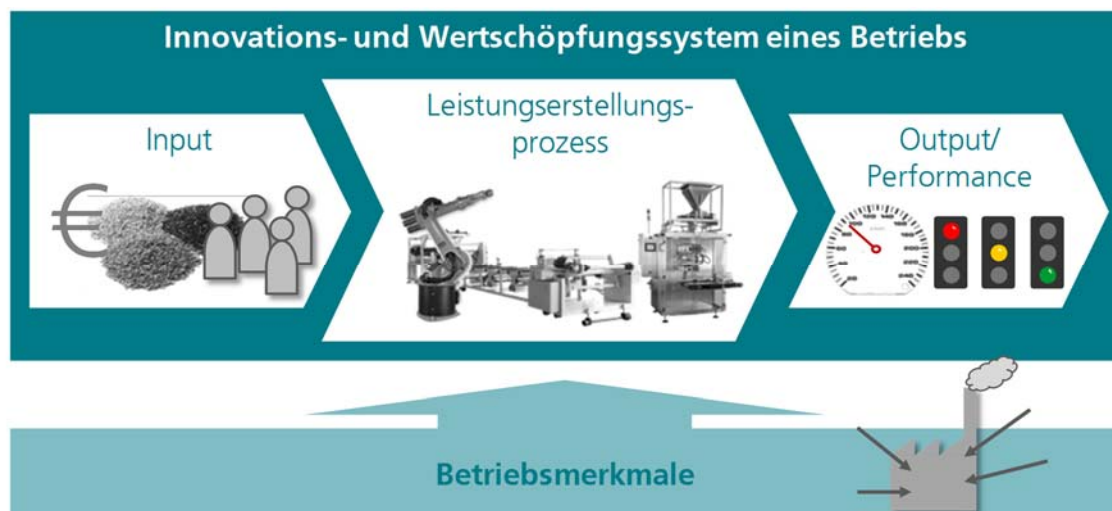 Innovations- und Wertschöpfungssystem eines Betriebs
Input
Leistungserstellungs-
prozess
Output/
Performance
Betriebsmerkmale